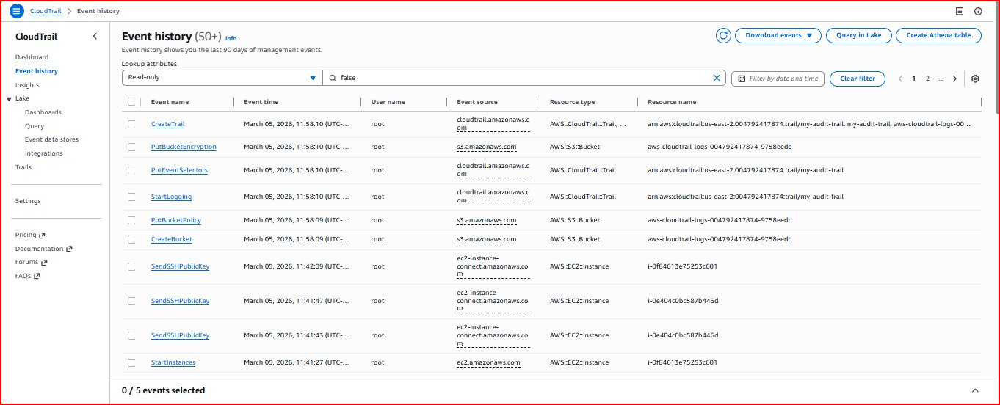 CloudTrail > Event history
CloudTrail
Dashboard
Event history
Insights
Lake
Dashboards
Query
Event data stores
Integrations
Trails
Settings
Pricing
Documentation
Forums
FAQs
Event history (50+) Info
Event history shows you the last 90 days of management events.
Download events
Query in Lake
Create Athena table
Lookup attributes
Read-only
false
Filter by date and time
Clear filter
1 2 ...
Event name Event time User name Event source Resource type Resource name
CreateTrail March 05, 2026, 11:58:10 (UTC-... root cloudtrail.amazonaws.com AWS::CloudTrail::Trail, ... arn:aws:cloudtrail:us-east-2:004792417874:trail/my-audit-trail, my-audit-trail, aws-cloudtrail-logs-00...
PutBucketEncryption March 05, 2026, 11:58:10 (UTC-... root s3.amazonaws.com AWS::S3::Bucket aws-cloudtrail-logs-004792417874-9758eedc
PutEventSelectors March 05, 2026, 11:58:10 (UTC-... root cloudtrail.amazonaws.com AWS::CloudTrail::Trail arn:aws:cloudtrail:us-east-2:004792417874:trail/my-audit-trail
StartLogging March 05, 2026, 11:58:10 (UTC-... root cloudtrail.amazonaws.com AWS::CloudTrail::Trail arn:aws:cloudtrail:us-east-2:004792417874:trail/my-audit-trail
PutBucketPolicy March 05, 2026, 11:58:09 (UTC-... root s3.amazonaws.com AWS::S3::Bucket aws-cloudtrail-logs-004792417874-9758eedc
CreateBucket March 05, 2026, 11:58:09 (UTC-... root s3.amazonaws.com AWS::S3::Bucket aws-cloudtrail-logs-004792417874-9758eedc
SendSSHPublicKey March 05, 2026, 11:42:09 (UTC-... root ec2-instance-connect.amazonaws.com AWS::EC2::Instance i-0f84613e75253c601
SendSSHPublicKey March 05, 2026, 11:41:47 (UTC-... root ec2-instance-connect.amazonaws.com AWS::EC2::Instance i-0e404c0bc587b446d
SendSSHPublicKey March 05, 2026, 11:41:43 (UTC-... root ec2-instance-connect.amazonaws.com AWS::EC2::Instance i-0e404c0bc587b446d
StartInstances March 05, 2026, 11:41:27 (UTC-... root ec2.amazonaws.com AWS::EC2::Instance i-0f84613e75253c601
0 / 5 events selected